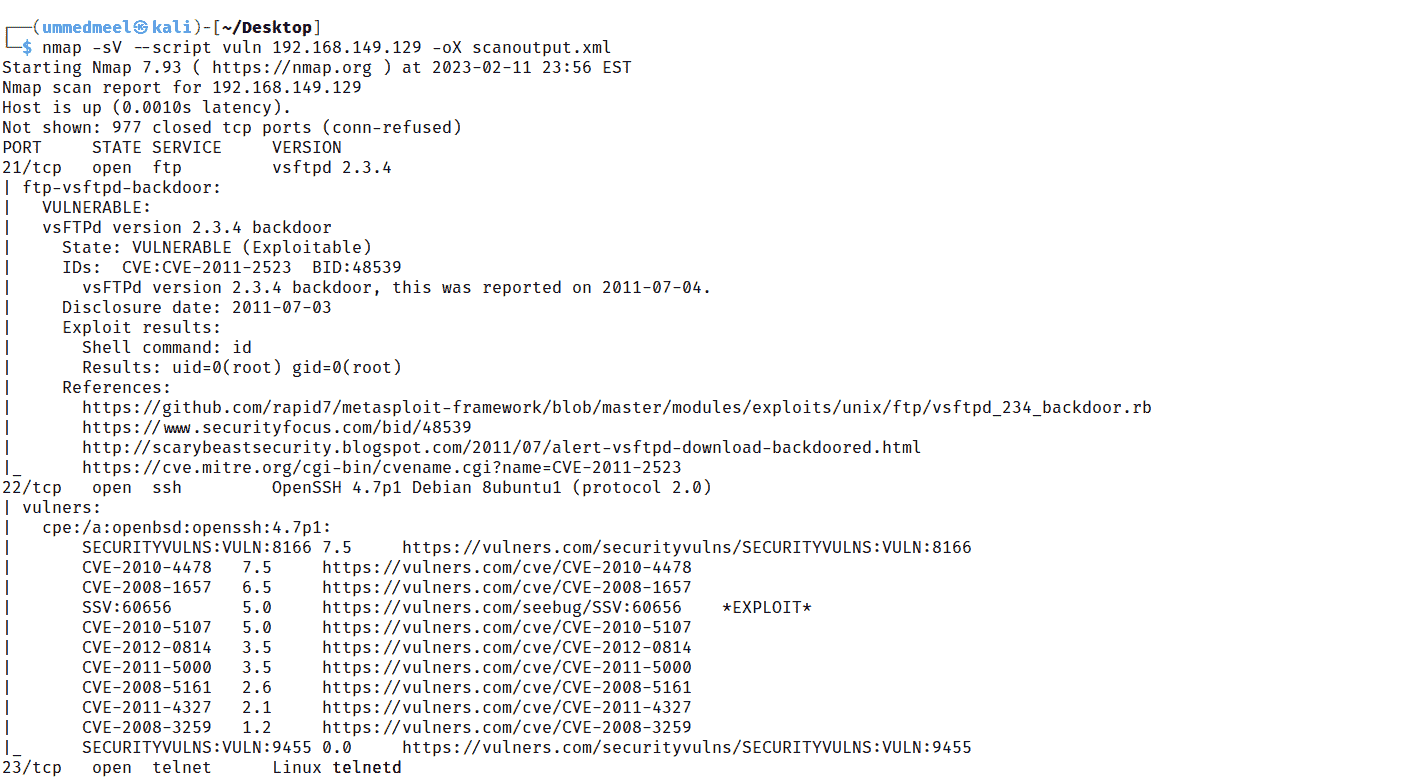 ┌──(ummedmeel㉿kali)-[~/Desktop]
└─$ nmap -sV --script vuln 192.168.149.129 -oX scanoutput.xml
Starting Nmap 7.93 ( https://nmap.org ) at 2023-02-11 23:56 EST
Nmap scan report for 192.168.149.129
Host is up (0.0010s latency).
Not shown: 977 closed tcp ports (conn-refused)
PORT     STATE SERVICE     VERSION
21/tcp   open  ftp         vsftpd 2.3.4
| ftp-vsftpd-backdoor:
|   VULNERABLE:
|   vsFTPd version 2.3.4 backdoor
|     State: VULNERABLE (Exploitable)
|     IDs:  CVE:CVE-2011-2523  BID:48539
|       vsFTPd version 2.3.4 backdoor, this was reported on 2011-07-04.
|     Disclosure date: 2011-07-03
|     Exploit results:
|       Shell command: id
|       Results: uid=0(root) gid=0(root)
|     References:
|       https://github.com/rapid7/metasploit-framework/blob/master/modules/exploits/unix/ftp/vsftpd_234_backdoor.rb
|       https://www.securityfocus.com/bid/48539
|       http://scarybeastsecurity.blogspot.com/2011/07/alert-vsftpd-download-backdoored.html
|_      https://cve.mitre.org/cgi-bin/cvename.cgi?name=CVE-2011-2523
22/tcp   open  ssh         OpenSSH 4.7p1 Debian 8ubuntu1 (protocol 2.0)
| vulners:
|   cpe:/a:openbsd:openssh:4.7p1:
|       SECURITYVULNS:VULN:8166 7.5     https://vulners.com/securityvulns/SECURITYVULNS:VULN:8166
|       CVE-2010-4478   7.5     https://vulners.com/cve/CVE-2010-4478
|       CVE-2008-1657   6.5     https://vulners.com/cve/CVE-2008-1657
|       SSV:60656       5.0     https://vulners.com/seebug/SSV:60656    *EXPLOIT*
|       CVE-2010-5107   5.0     https://vulners.com/cve/CVE-2010-5107
|       CVE-2012-0814   3.5     https://vulners.com/cve/CVE-2012-0814
|       CVE-2011-5000   3.5     https://vulners.com/cve/CVE-2011-5000
|       CVE-2008-5161   2.6     https://vulners.com/cve/CVE-2008-5161
|       CVE-2011-4327   2.1     https://vulners.com/cve/CVE-2011-4327
|       CVE-2008-3259   1.2     https://vulners.com/cve/CVE-2008-3259
|_      SECURITYVULNS:VULN:9455 0.0     https://vulners.com/securityvulns/SECURITYVULNS:VULN:9455
23/tcp   open  telnet      Linux telnetd